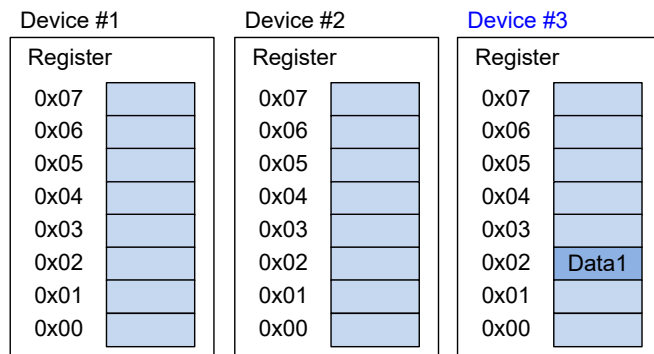 Device #1
Device #2
Device #3
Register
Register
Register
0x07
0x07
0x07
0x06
0x06
0x06
0x05
0x05
0x05
0x04
0x04
0x04
0x03
0x03
0x03
0x02
0x02
0x02 Data1
0x01
0x01
0x01
0x00
0x00
0x00